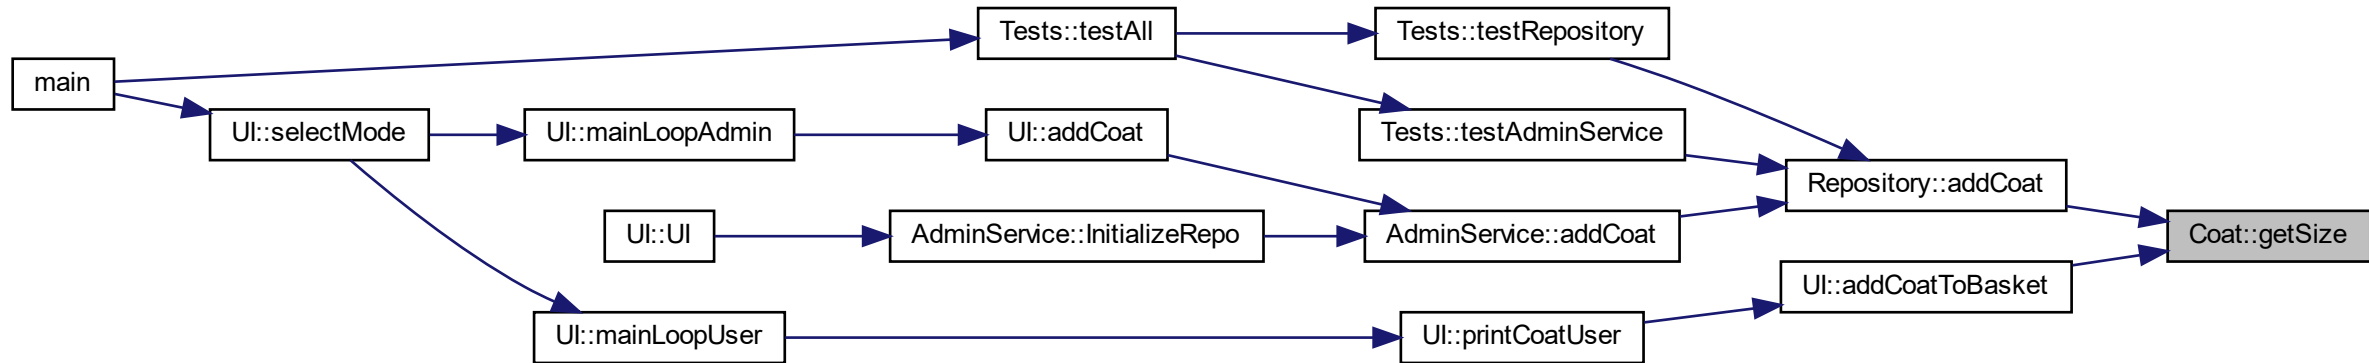 Tests::testAll
Tests::testRepository
main
UI::selectMode
UI::mainLoopAdmin
UI::addCoat
Tests::testAdminService
Repository::addCoat
UI::UI
AdminService::InitializeRepo
AdminService::addCoat
Coat::getSize
UI::addCoatToBasket
UI::mainLoopUser
UI::printCoatUser